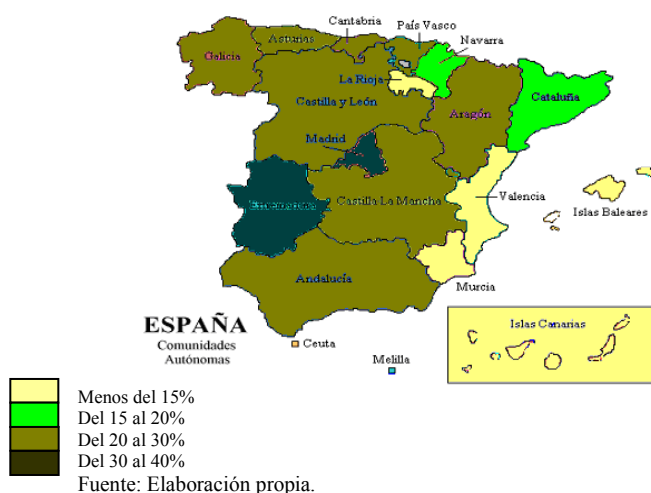 Cantabria
País Vasco
Asturias
Navarra
Galicia
La Rioja
Castilla y León
Cataluña
Aragón
Madrid
Extremadura
Castilla La Mancha
Valencia
Islas Baleares
Andalucía
Murcia
ESPAÑA
Comunidades
Autónomas
Ceuta
Melilla
Islas Canarias
Menos del 15%
Del 15 al 20%
Del 20 al 30%
Del 30 al 40%
Fuente: Elaboración propia.